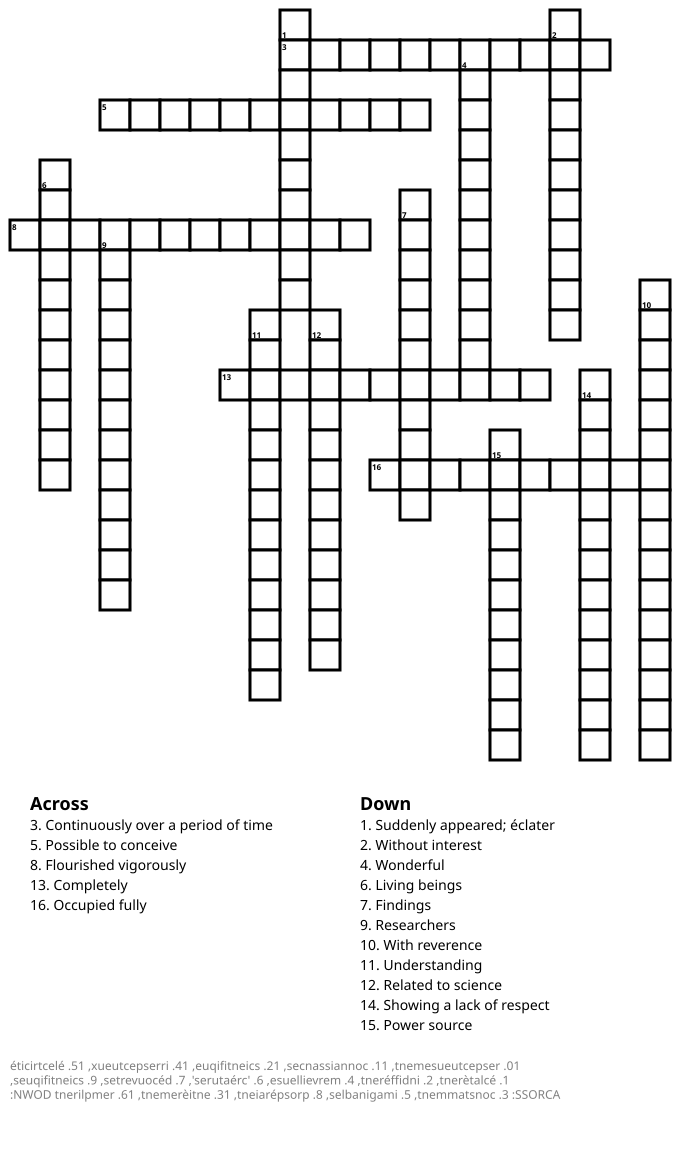 1 2
3
4
5
6
7
8
9
10
11 12
13
14
15
16
Across
3. Continuously over a period of time
5. Possible to conceive
8. Flourished vigorously
13. Completely
16. Occupied fully
Down
1. Suddenly appeared; éclater
2. Without interest
4. Wonderful
6. Living beings
7. Findings
9. Researchers
10. With reverence
11. Understanding
12. Related to science
14. Showing a lack of respect
15. Power source
éticirtcelé .51 ,xueutcepserri .41 ,euqifitneics .21 ,secnassiannoc .11 ,tnemesueutcepser .01
,seuqifitneics .9 ,setrevuocéd .7 ,'serutaérc' .6 ,esuellievrem .4 ,tneréffidni .2 ,tnerètalcé .1
:NWOD tnerilpmer .61 ,tnemerèitne .31 ,tneiarépsorp .8 ,selbanigami .5 ,tnemmatsnoc .3 :SSORCA